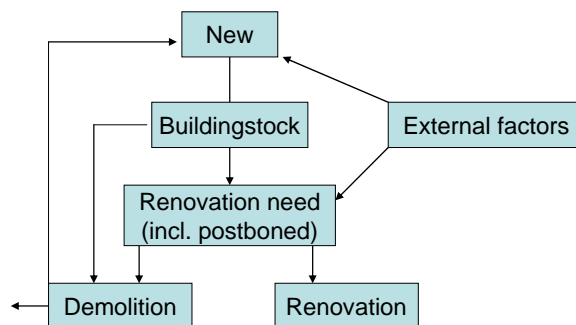 New
Buildingstock
External factors
Renovation need
(incl. postboned)
Demolition
Renovation